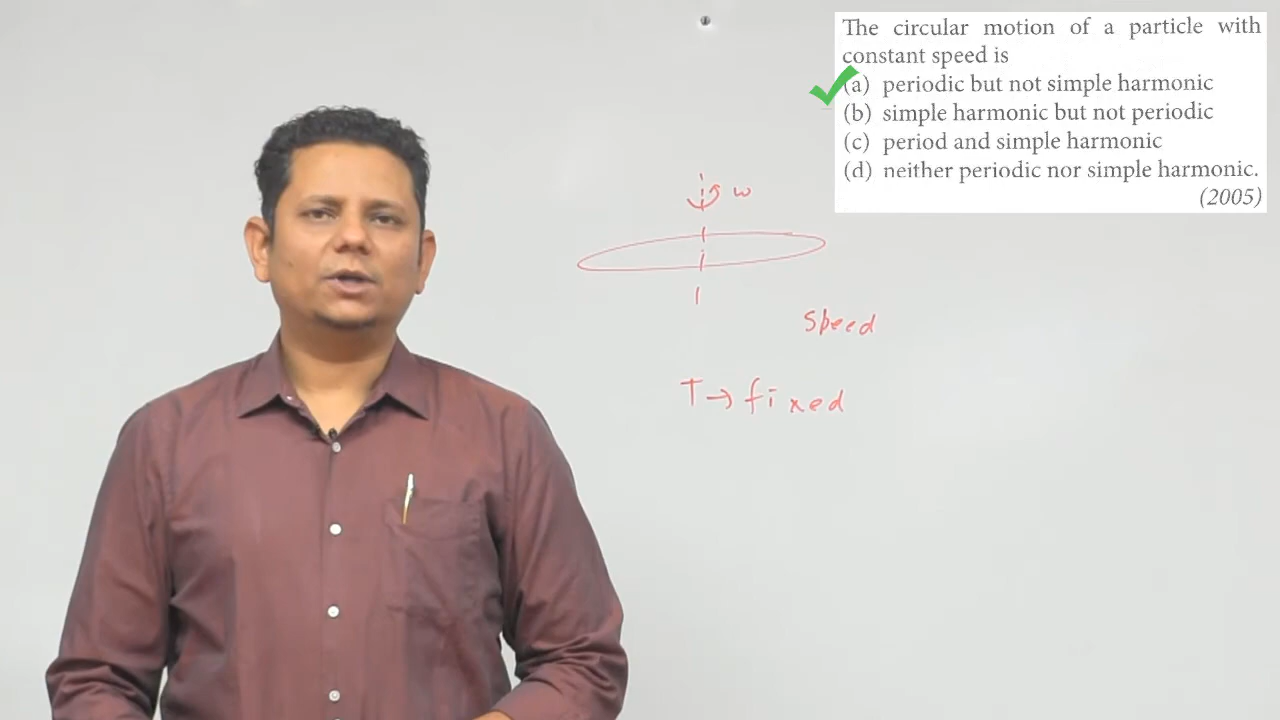 The circular motion of a particle with
constant speed is
(a) periodic but not simple harmonic
(b) simple harmonic but not periodic
(c) period and simple harmonic
(d) neither periodic nor simple harmonic.
(2005)
ω
speed
T → fixed